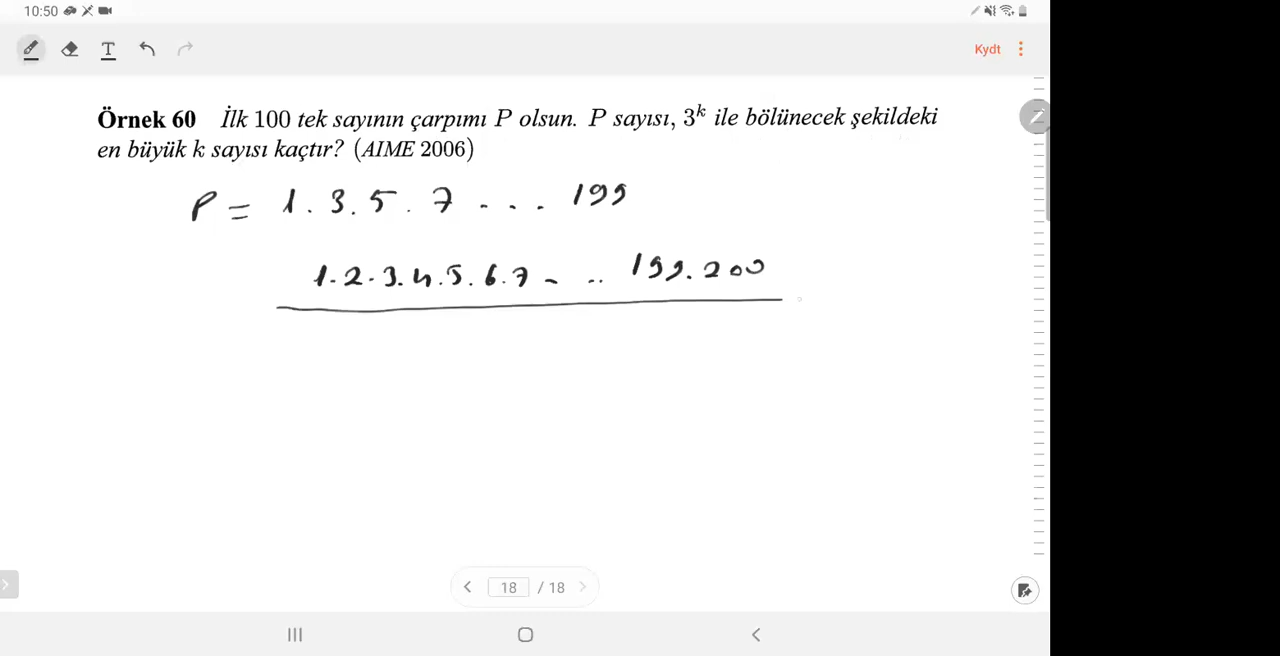 10:50
T
Kydt
Örnek 60 İlk 100 tek sayının çarpımı P olsun. P sayısı, 3^k ile bölünecek şekildeki
en büyük k sayısı kaçtır? (AIME 2006)
P = 1.3.5.7 ... 199
1.2.3.4.5.6.7 - .. 199.200
18 / 18